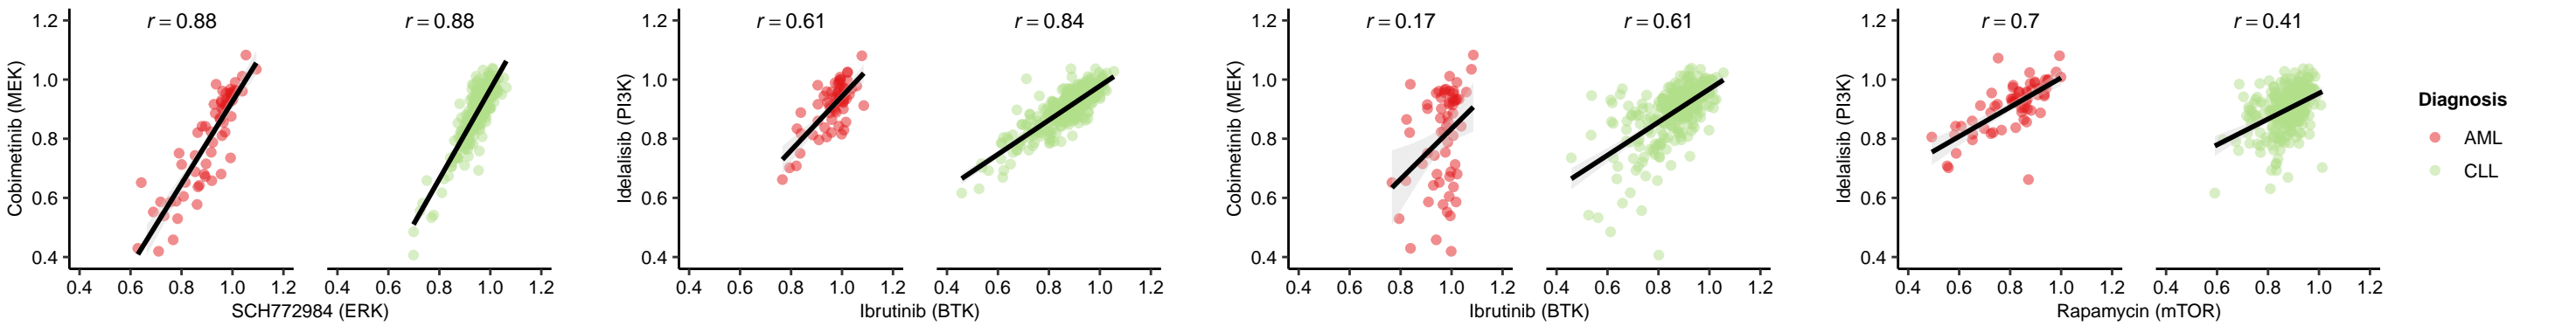 r = 0.88
r = 0.88
Cobimetinib (MEK)
1.2
1.0
0.8
0.6
0.4
0.4 0.6 0.8 1.0 1.2
0.4 0.6 0.8 1.0 1.2
SCH772984 (ERK)
r = 0.61
r = 0.84
Idelalisib (PI3K)
1.2
1.0
0.8
0.6
0.4
0.4 0.6 0.8 1.0 1.2
0.4 0.6 0.8 1.0 1.2
Ibrutinib (BTK)
r = 0.17
r = 0.61
Cobimetinib (MEK)
1.2
1.0
0.8
0.6
0.4
0.4 0.6 0.8 1.0 1.2
0.4 0.6 0.8 1.0 1.2
Ibrutinib (BTK)
r = 0.7
r = 0.41
Idelalisib (PI3K)
1.2
1.0
0.8
0.6
0.4
0.4 0.6 0.8 1.0 1.2
0.4 0.6 0.8 1.0 1.2
Rapamycin (mTOR)
Diagnosis
AML
CLL